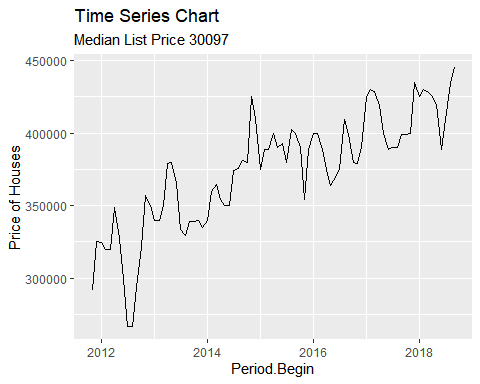 Time Series Chart
Median List Price 30097
450000
400000
350000
300000
Price of Houses
2012 2014 2016 2018
Period.Begin